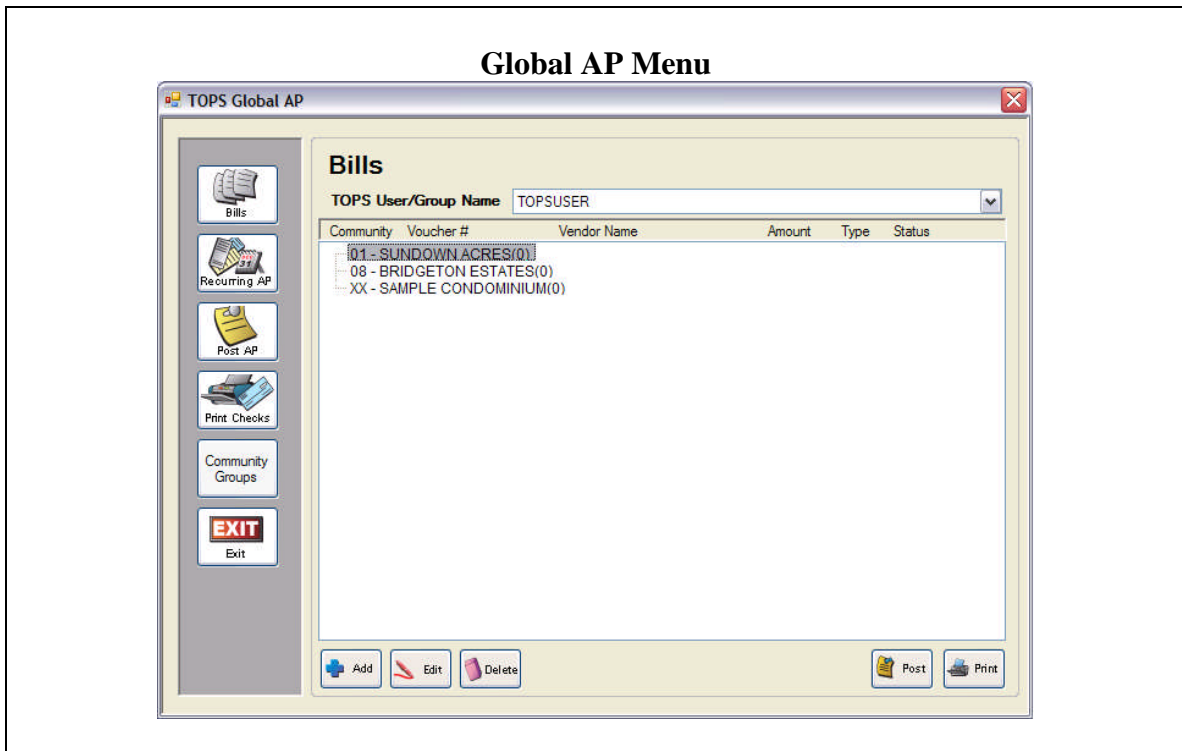 Global AP Menu
TOPS Global AP
Bills
Recurring AP
31
Post AP
Print Checks
Community
Groups
EXIT
Exit
Bills
TOPS User/Group Name TOPSUSER
Community Voucher # Vendor Name Amount Type Status
01 - SUNDOWN ACRES(0)
08 - BRIDGETON ESTATES(0)
XX - SAMPLE CONDOMINIUM(0)
Add Edit Delete Post Print